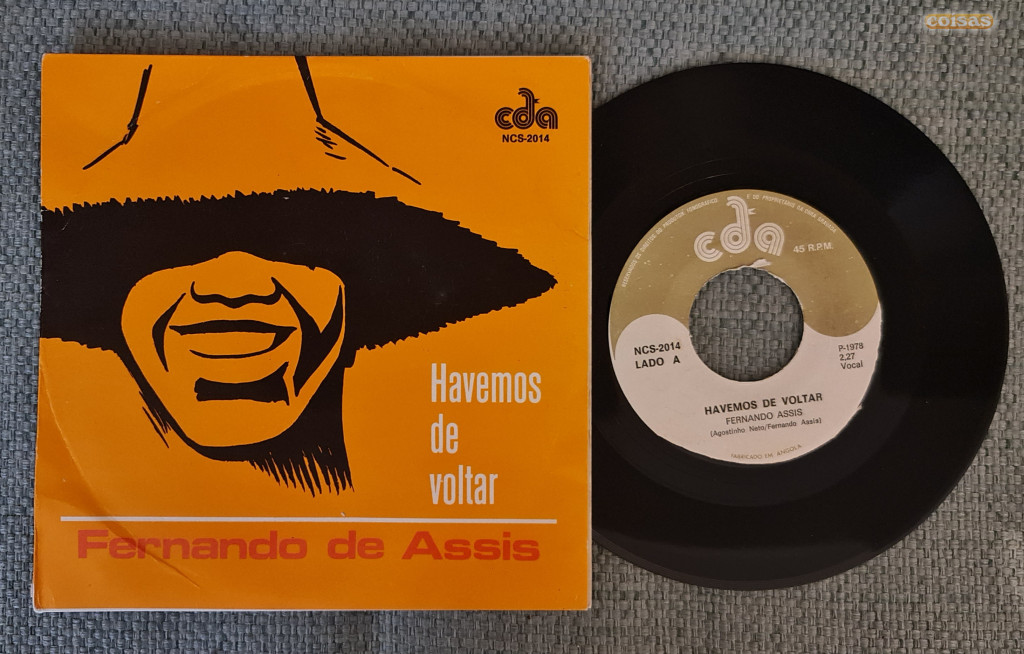 coisas
cda
NCS-2014
Havemos
de
voltar
Fernando de Assis
cda
45 R.P.M.
NCS-2014
LADO A
P-1978
2,27
Vocal
HAVEMOS DE VOLTAR
FERNANDO ASSIS
(Agostinho Neto/Fernando Assis)
FABRICADO EM ANGOLA